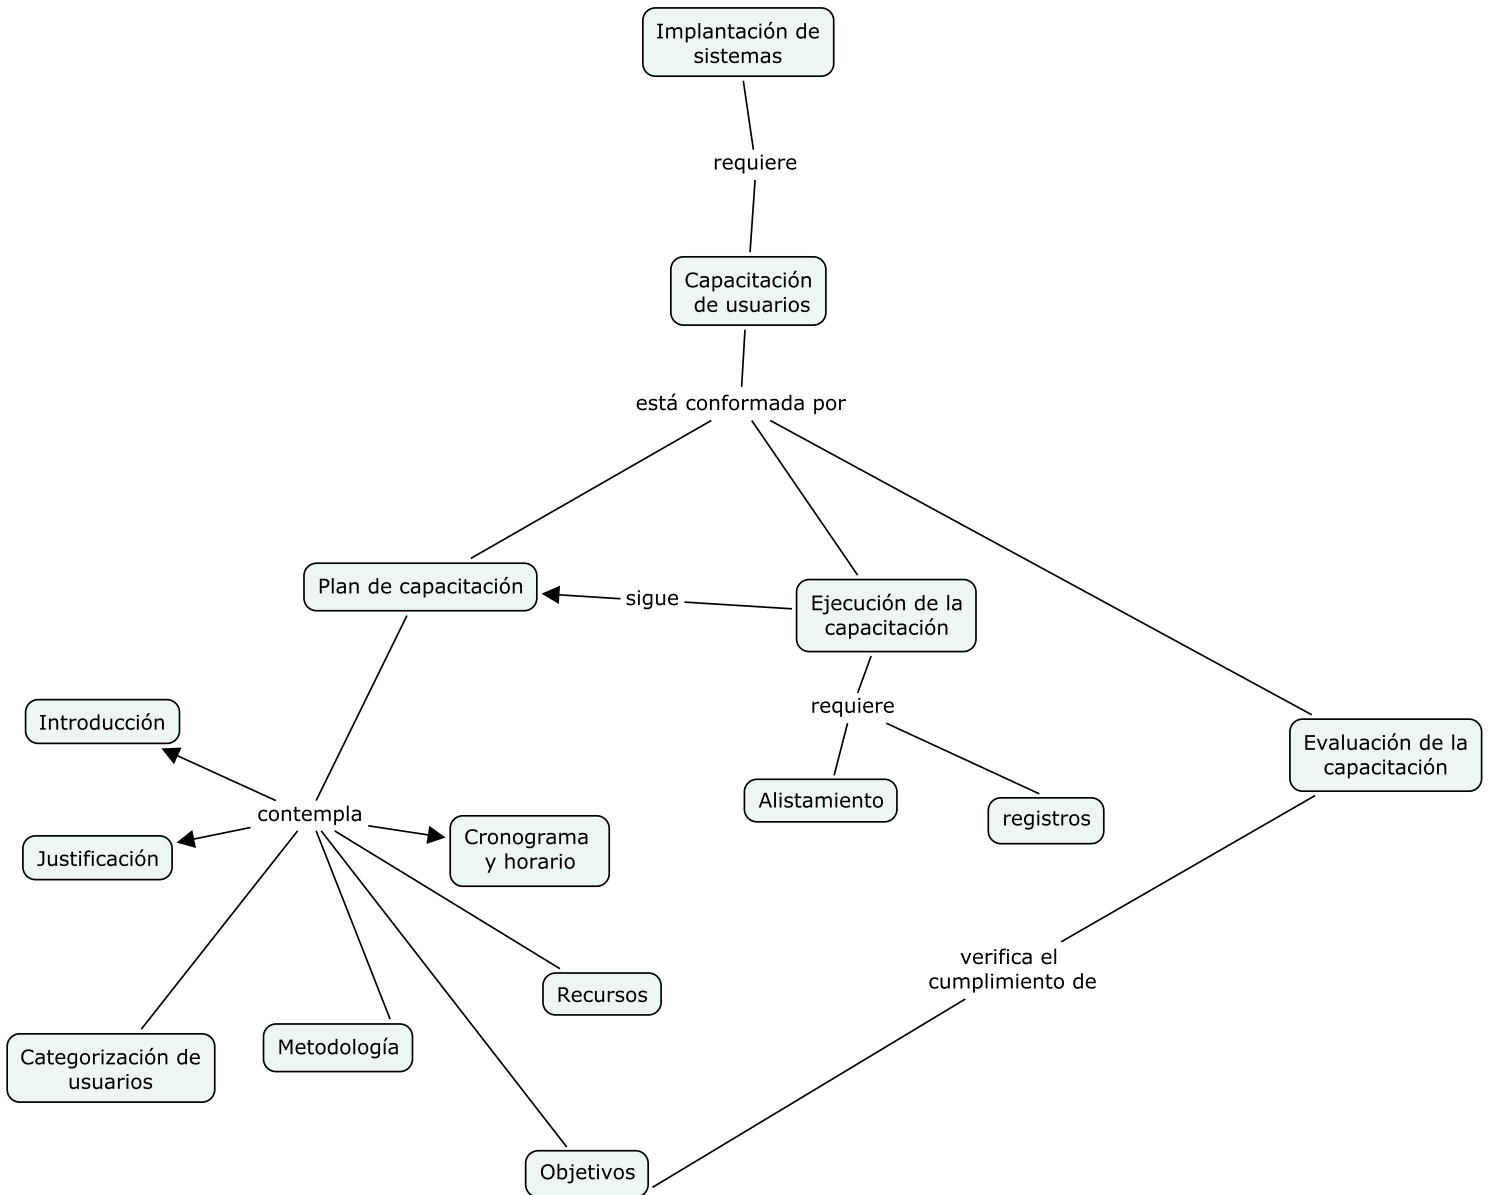 Implantación de
sistemas
requiere
Capacitación
de usuarios
está conformada por
Plan de capacitación
sigue
Ejecución de la
capacitación
requiere
Introducción
Evaluación de la
capacitación
Alistamiento
registros
contempla
Justificación
Cronograma
y horario
verifica el
cumplimiento de
Recursos
Categorización de
usuarios
Metodología
Objetivos